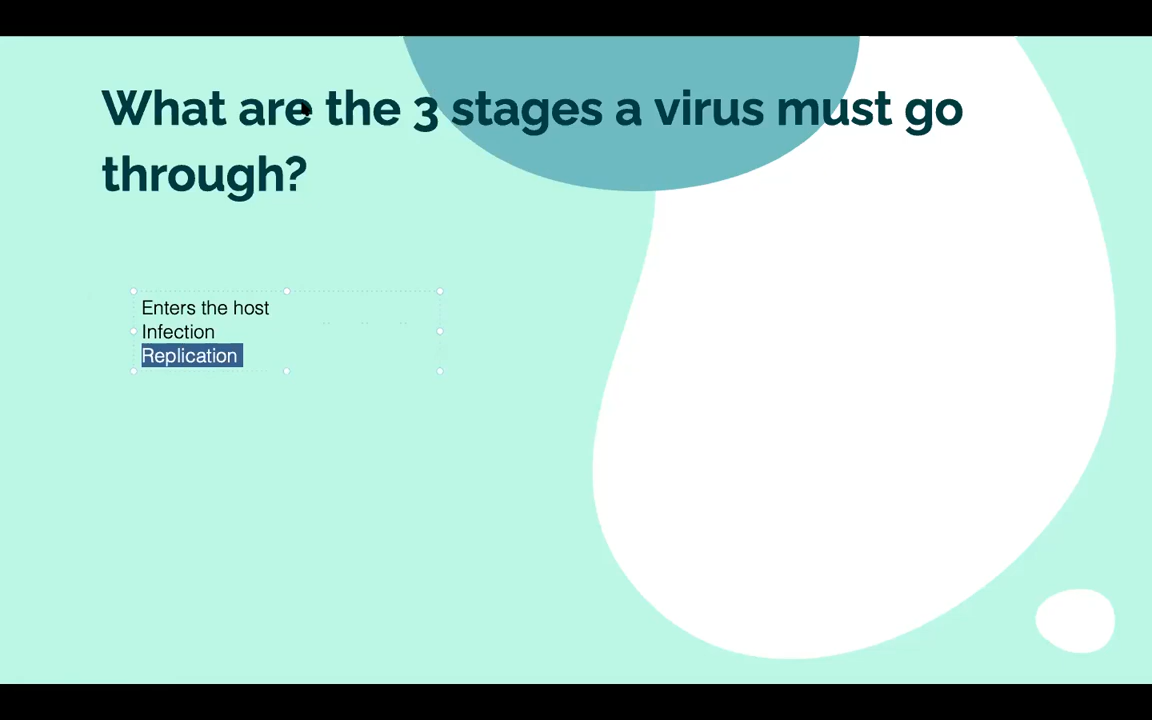 What are the 3 stages a virus must go
through?
Enters the host
Infection
Replication